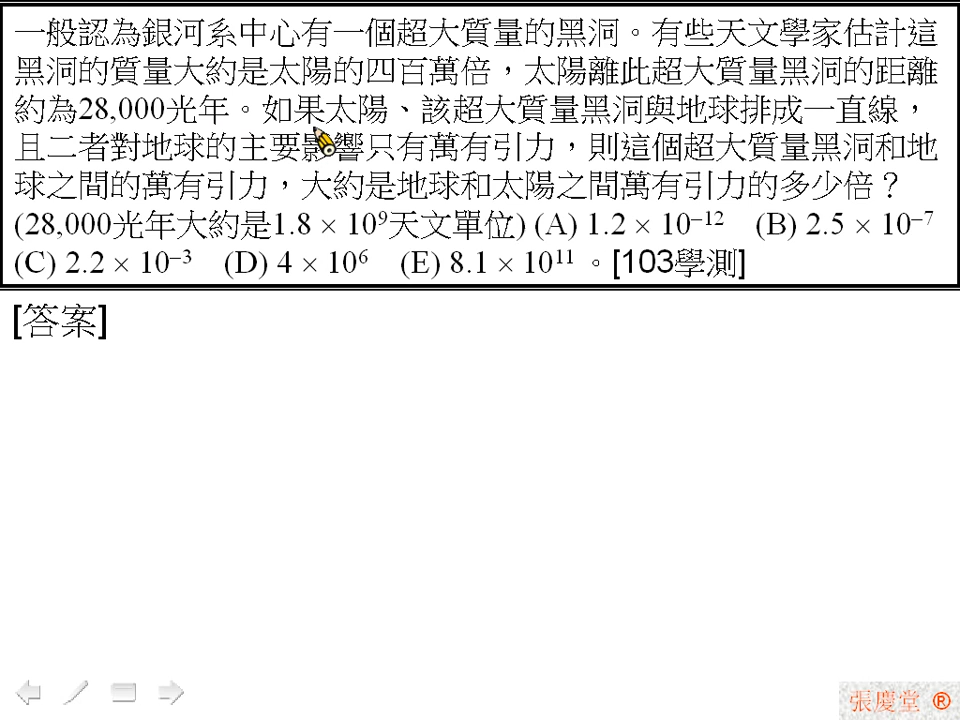 一般認為銀河系中心有一個超大質量的黑洞。有些天文學家估計這
黑洞的質量大約是太陽的四百萬倍，太陽離此超大質量黑洞的距離
約為28,000光年。如果太陽、該超大質量黑洞與地球排成一直線，
且二者對地球的主要影響只有萬有引力，則這個超大質量黑洞和地
球之間的萬有引力，大約是地球和太陽之間萬有引力的多少倍？
(28,000光年大約是1.8 × 10⁹天文單位) (A) 1.2 × 10⁻¹² (B) 2.5 × 10⁻⁷
(C) 2.2 × 10⁻³ (D) 4 × 10⁶ (E) 8.1 × 10¹¹ 。[103學測]
[答案]
張慶堂 ®